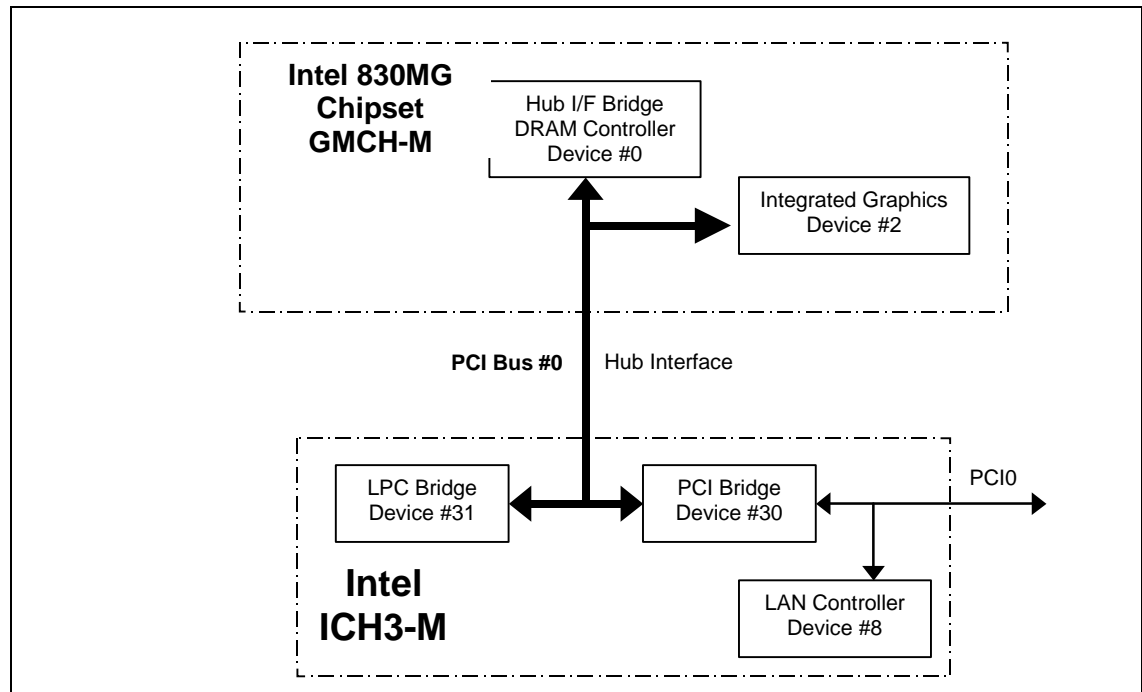 Intel 830MG
Chipset
GMCH-M
Hub I/F Bridge
DRAM Controller
Device #0
Integrated Graphics
Device #2
PCI Bus #0
Hub Interface
LPC Bridge
Device #31
PCI Bridge
Device #30
PCI0
Intel
ICH3-M
LAN Controller
Device #8